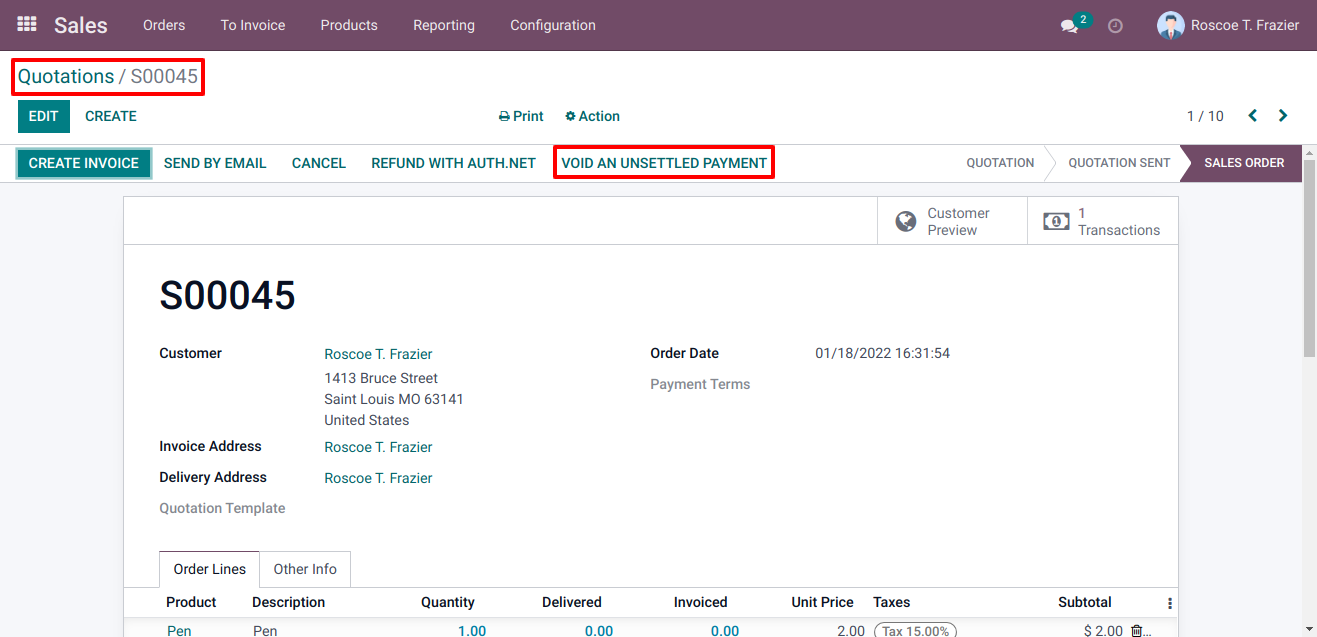 Sales Orders To Invoice Products Reporting Configuration 2 Roscoe T. Frazier
Quotations / S00045
EDIT CREATE Print Action 1 / 10
CREATE INVOICE SEND BY EMAIL CANCEL REFUND WITH AUTH.NET VOID AN UNSETTLED PAYMENT QUOTATION QUOTATION SENT SALES ORDER
Customer Preview
1 Transactions
S00045
Customer Roscoe T. Frazier Order Date 01/18/2022 16:31:54
1413 Bruce Street Payment Terms
Saint Louis MO 63141
United States
Invoice Address Roscoe T. Frazier
Delivery Address Roscoe T. Frazier
Quotation Template
Order Lines Other Info
Product Description Quantity Delivered Invoiced Unit Price Taxes Subtotal
Pen Pen 1.00 0.00 0.00 2.00 Tax 15.00% $ 2.00 ...